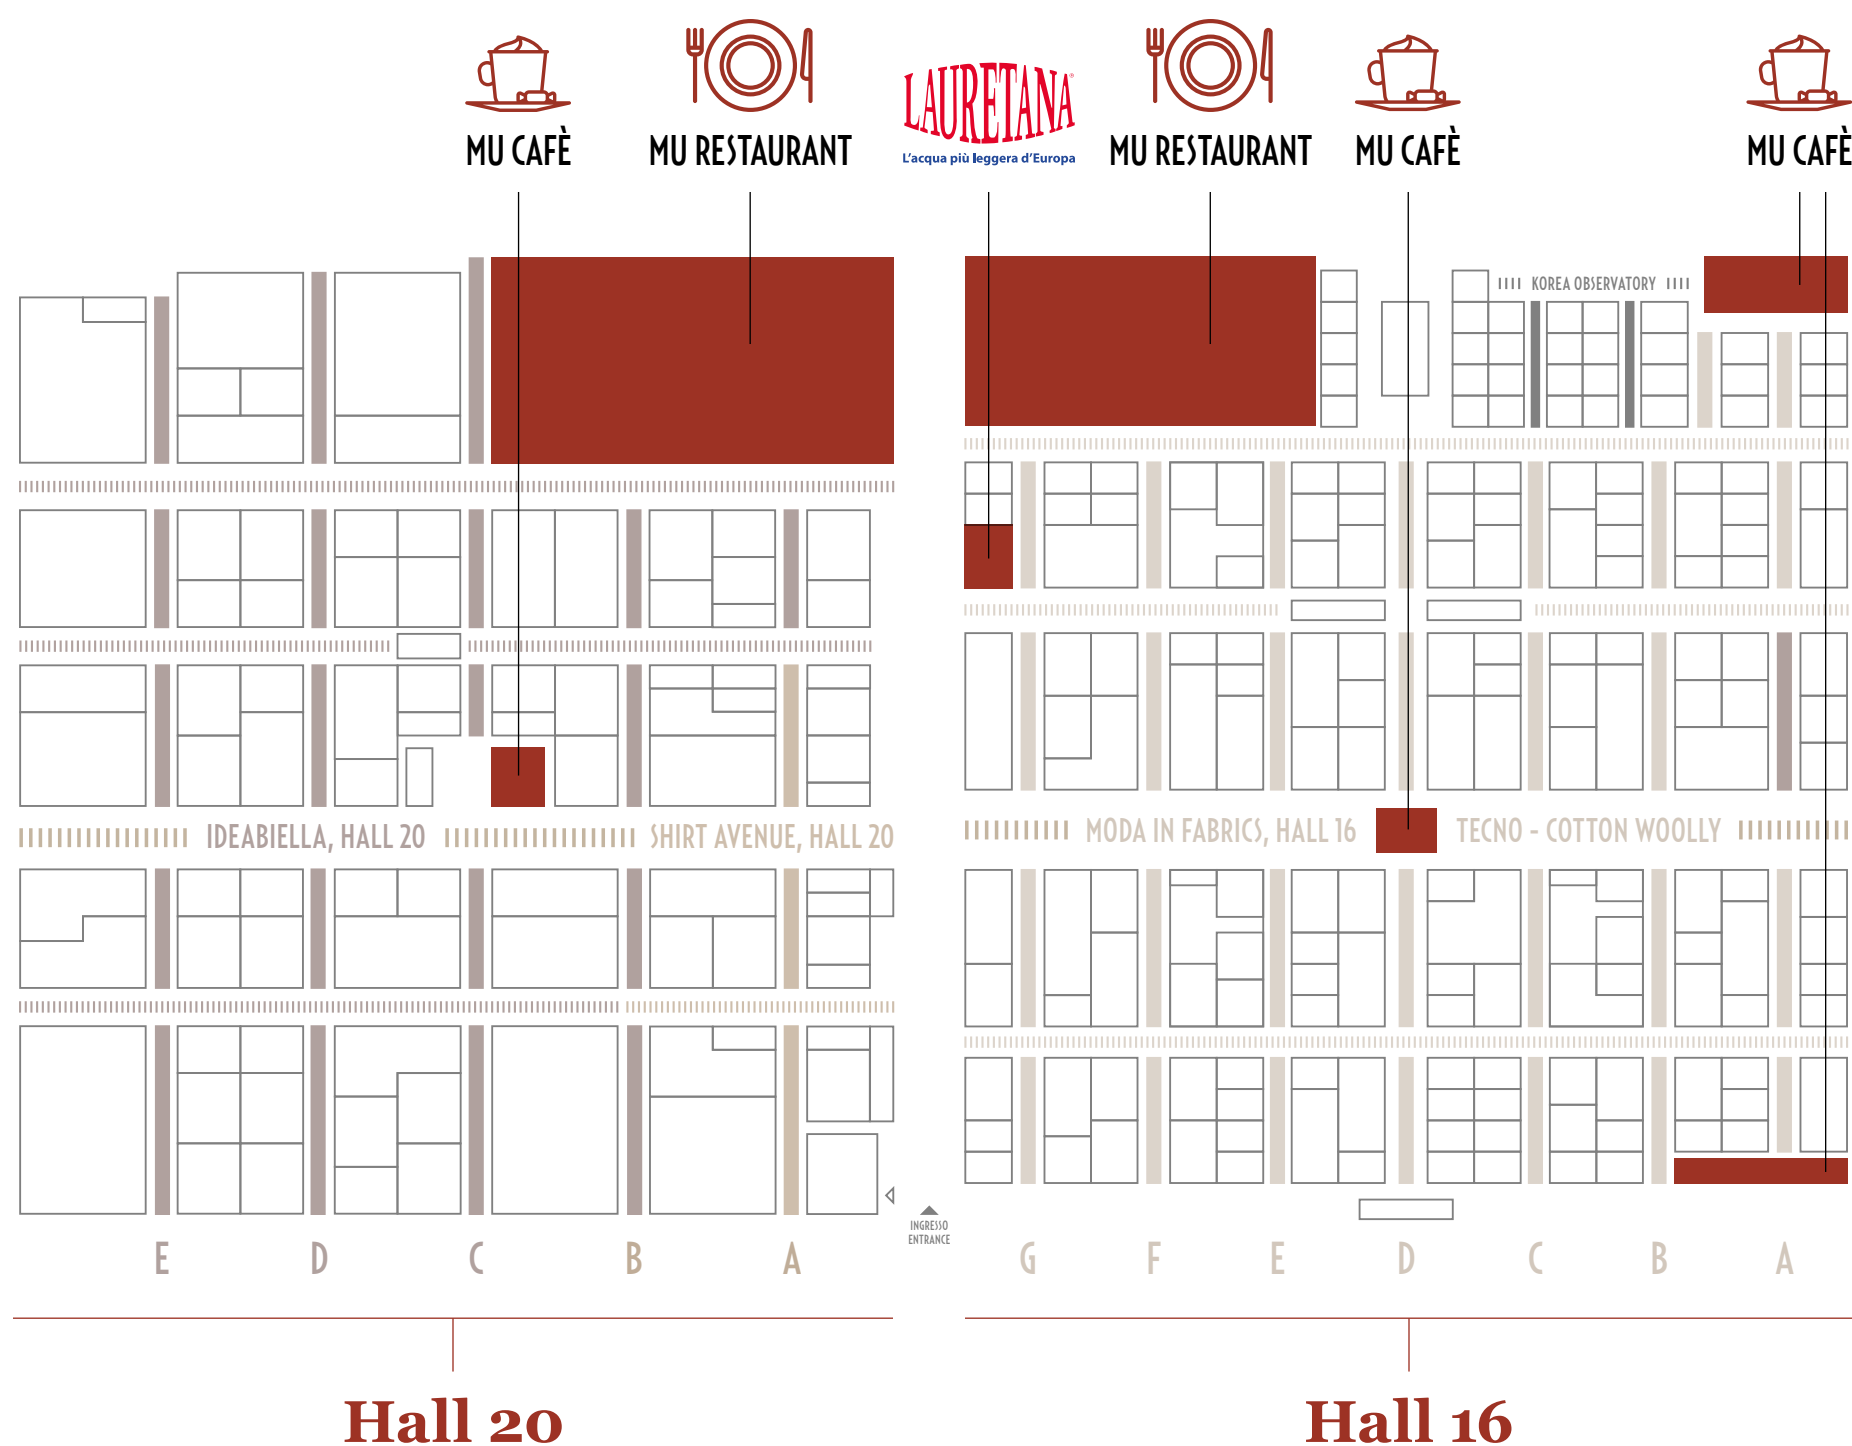 MU CAFÈ
MU RESTAURANT
LAURETANA®
L'acqua più leggera d'Europa
MU RESTAURANT
MU CAFÈ
MU CAFÈ
KOREA OBSERVATORY
IDEABIELLA, HALL 20
SHIRT AVENUE, HALL 20
MODA IN FABRICS, HALL 16
TECNO - COTTON WOOLLY
INGRESSO
ENTRANCE
E D C B A
G F E D C B A
Hall 20
Hall 16